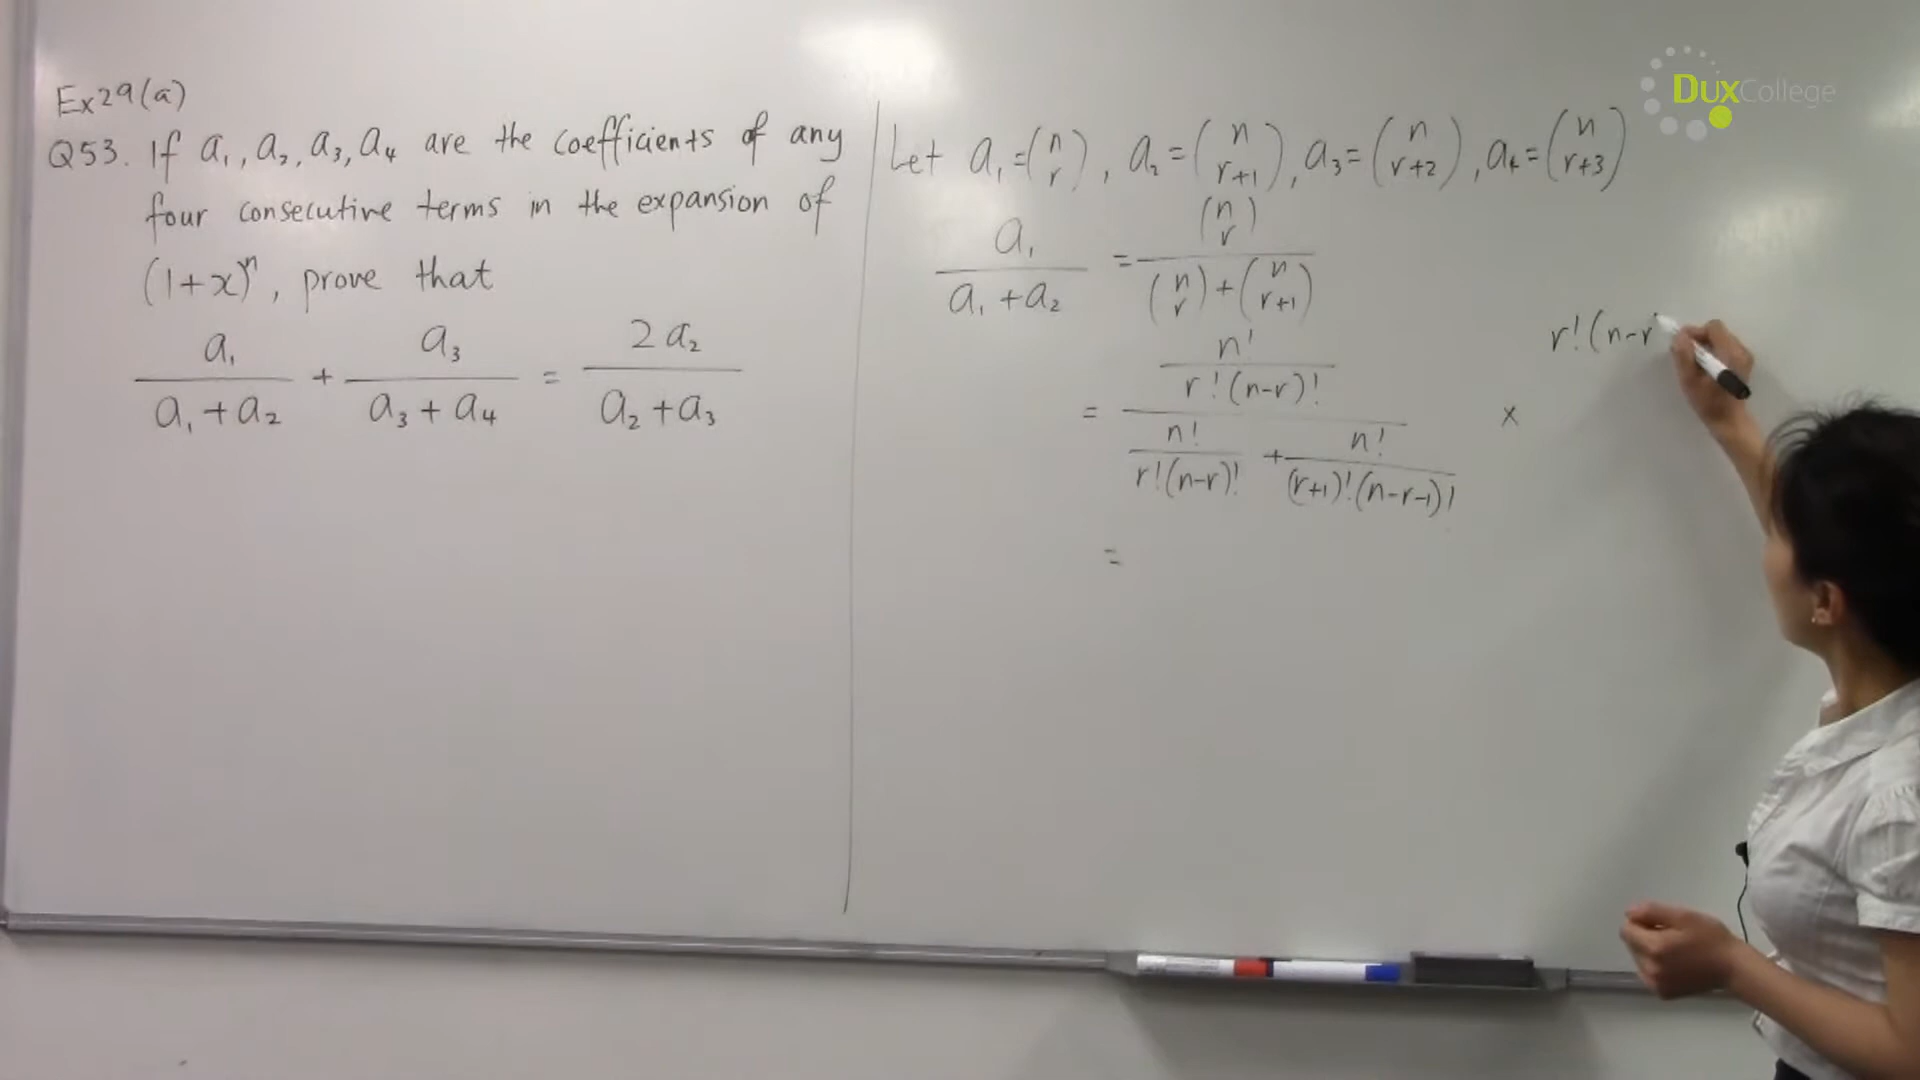 DuxCollege
Ex29(a)
Q53. If a₁, a₂, a₃, a₄ are the coefficients of any
four consecutive terms in the expansion of
(1+x)ⁿ, prove that
a₁/(a₁+a₂) + a₃/(a₃+a₄) = 2a₂/(a₂+a₃)
Let a₁=(n r), a₂=(n r+1), a₃=(n r+2), a₄=(n r+3)
a₁/(a₁+a₂) = (n r)/((n r)+(n r+1))
= (n!/(r!(n-r)!))/(n!/(r!(n-r)!) + n!/((r+1)!(n-r-1)!)) × r!(n-r)
=